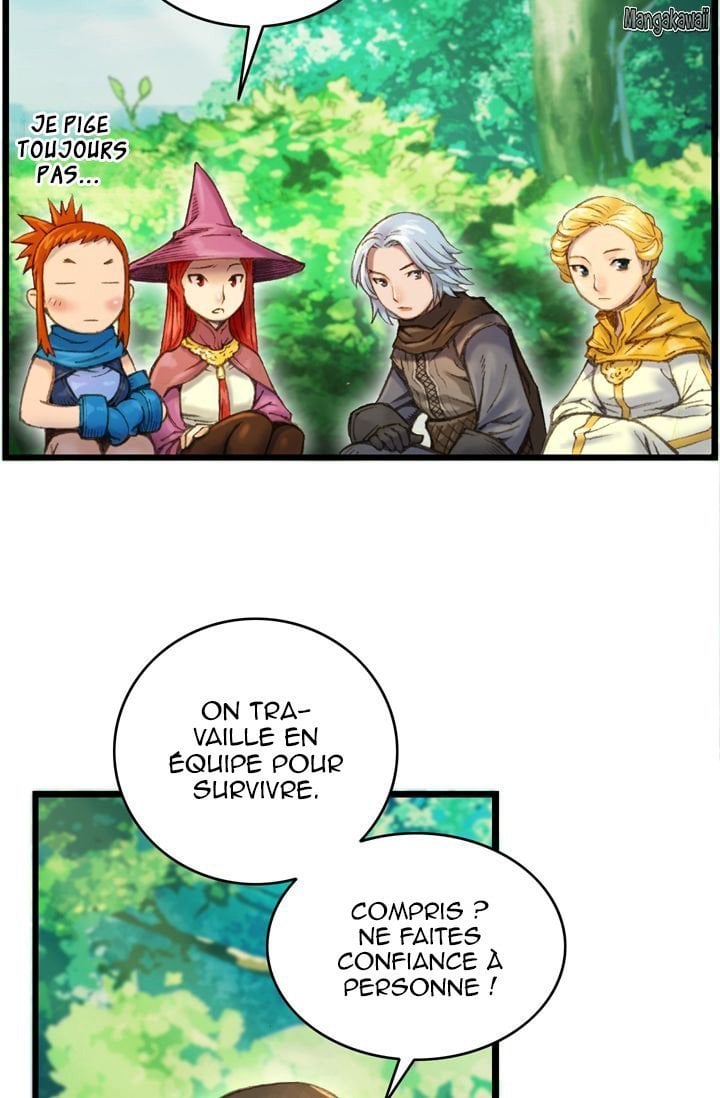 Mangakawaii
JE PIGE
TOUJOURS
PAS...
ON TRA-
VAILLE EN
ÉQUIPE POUR
SURVIVRE.
COMPRIS ?
NE FAITES
CONFIANCE À
PERSONNE !